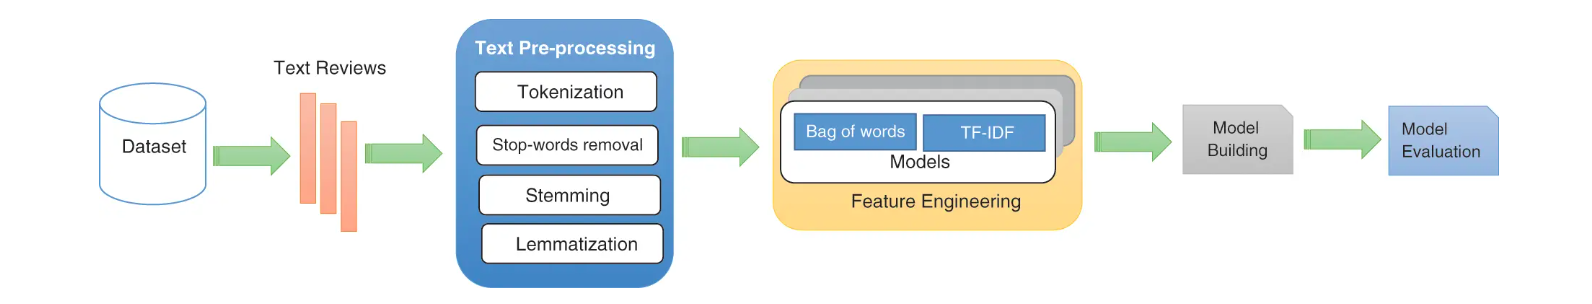 Dataset
Text Reviews
Text Pre-processing
Tokenization
Stop-words removal
Stemming
Lemmatization
Bag of words
TF-IDF
Models
Feature Engineering
Model
Building
Model
Evaluation